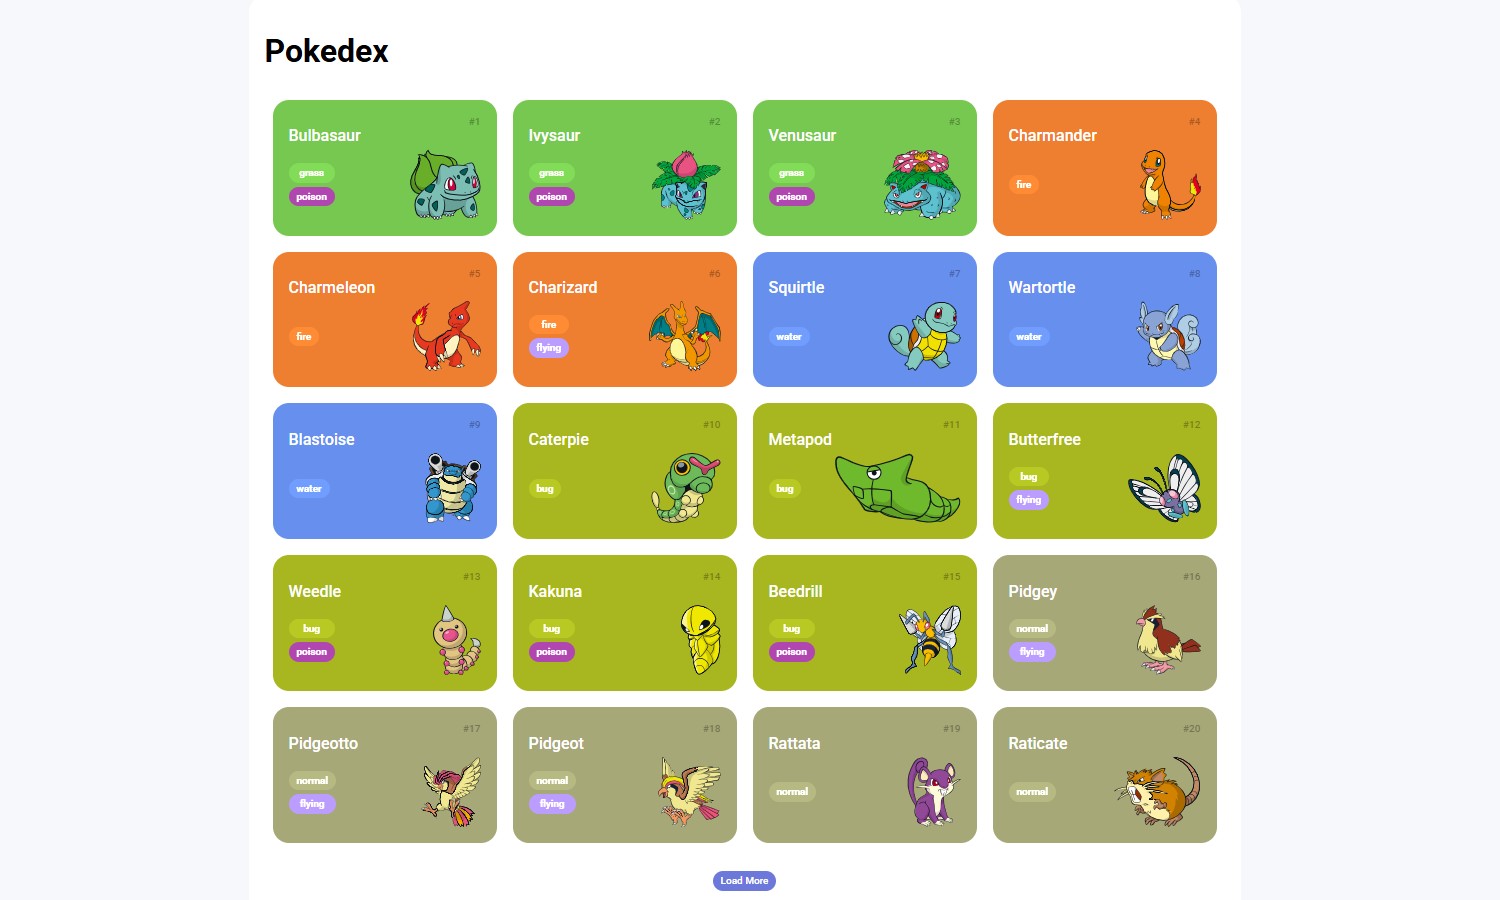 Pokedex
#1
Bulbasaur
grass
poison
#2
Ivysaur
grass
poison
#3
Venusaur
grass
poison
#4
Charmander
fire
#5
Charmeleon
fire
#6
Charizard
fire
flying
#7
Squirtle
water
#8
Wartortle
water
#9
Blastoise
water
#10
Caterpie
bug
#11
Metapod
bug
#12
Butterfree
bug
flying
#13
Weedle
bug
poison
#14
Kakuna
bug
poison
#15
Beedrill
bug
poison
#16
Pidgey
normal
flying
#17
Pidgeotto
normal
flying
#18
Pidgeot
normal
flying
#19
Rattata
normal
#20
Raticate
normal
Load More